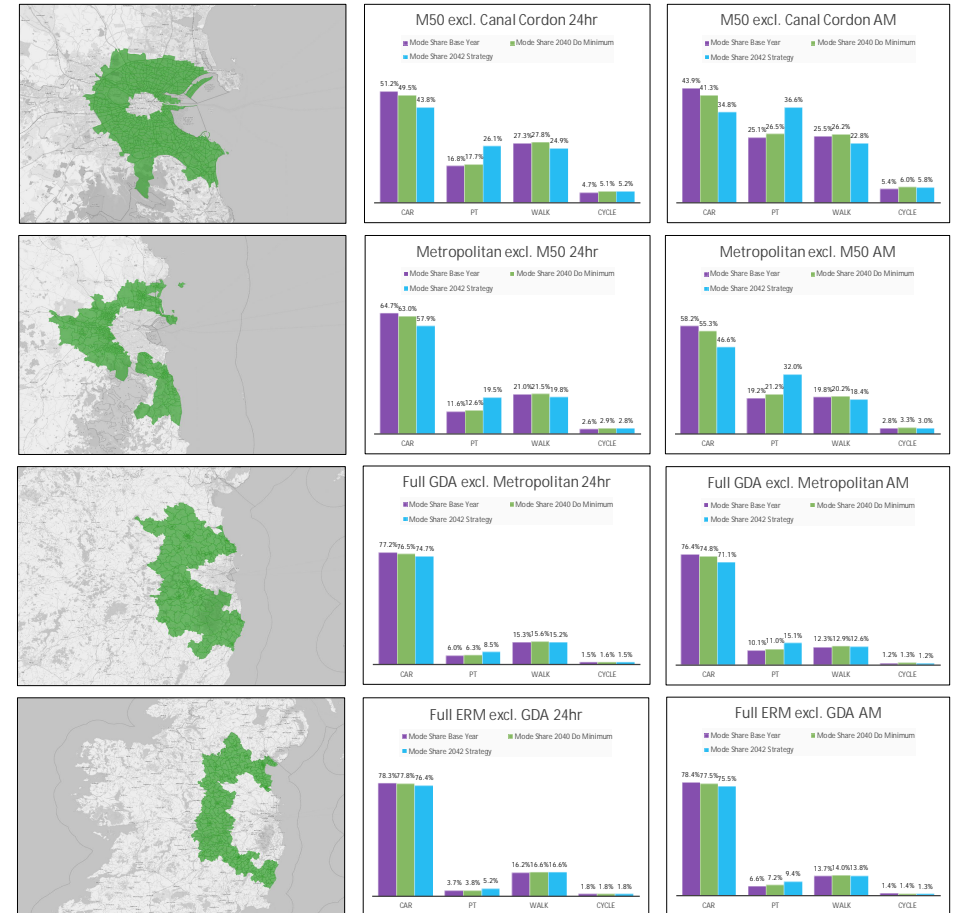 M50 excl. Canal Cordon 24hr
Mode Share Base Year
Mode Share 2040 Do Minimum
Mode Share 2042 Strategy
51.2%
49.5%
43.8%
16.8%
17.7%
26.1%
27.3%
27.8%
24.9%
4.7%
5.1%
5.2%
CAR
PT
WALK
CYCLE
M50 excl. Canal Cordon AM
Mode Share Base Year
Mode Share 2040 Do Minimum
Mode Share 2042 Strategy
43.9%
41.3%
34.8%
25.1%
26.5%
36.6%
25.5%
26.2%
22.8%
5.4%
6.0%
5.8%
CAR
PT
WALK
CYCLE
Metropolitan excl. M50 24hr
Mode Share Base Year
Mode Share 2040 Do Minimum
Mode Share 2042 Strategy
64.7%
63.0%
57.9%
11.6%
12.6%
19.5%
21.0%
21.5%
19.8%
2.6%
2.9%
2.8%
CAR
PT
WALK
CYCLE
Metropolitan excl. M50 AM
Mode Share Base Year
Mode Share 2040 Do Minimum
Mode Share 2042 Strategy
58.2%
55.3%
46.6%
19.2%
21.2%
32.0%
19.8%
20.2%
18.4%
2.8%
3.3%
3.0%
CAR
PT
WALK
CYCLE
Full GDA excl. Metropolitan 24hr
Mode Share Base Year
Mode Share 2040 Do Minimum
Mode Share 2042 Strategy
77.2%
76.5%
74.7%
6.0%
6.3%
8.5%
15.3%
15.6%
15.2%
1.5%
1.6%
1.5%
CAR
PT
WALK
CYCLE
Full GDA excl. Metropolitan AM
Mode Share Base Year
Mode Share 2040 Do Minimum
Mode Share 2042 Strategy
76.4%
74.8%
71.1%
10.1%
11.0%
15.1%
12.3%
12.9%
12.6%
1.2%
1.3%
1.2%
CAR
PT
WALK
CYCLE
Full ERM excl. GDA 24hr
Mode Share Base Year
Mode Share 2040 Do Minimum
Mode Share 2042 Strategy
78.3%
77.8%
76.4%
3.7%
3.8%
5.2%
16.2%
16.6%
16.6%
1.8%
1.8%
1.8%
CAR
PT
WALK
CYCLE
Full ERM excl. GDA AM
Mode Share Base Year
Mode Share 2040 Do Minimum
Mode Share 2042 Strategy
78.4%
77.5%
75.5%
6.6%
7.2%
9.4%
13.7%
14.0%
13.8%
1.4%
1.4%
1.3%
CAR
PT
WALK
CYCLE